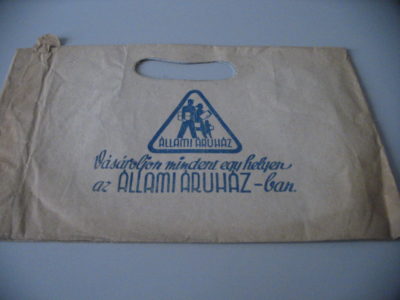 ÁLLAMI ÁRUHÁZ
Vásároljon mindent egy helyen
az ÁLLAMI ÁRUHÁZ-ban.